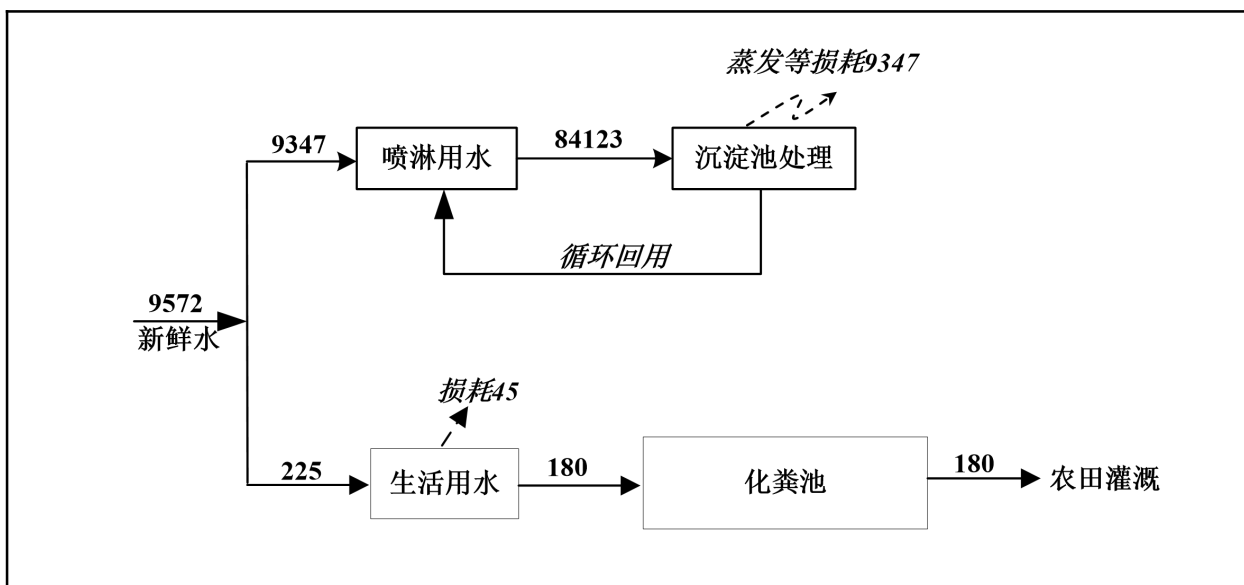 蒸发等损耗9347
9347
喷淋用水
84123
沉淀池处理
循环回用
9572
新鲜水
损耗45
225
生活用水
180
化粪池
180
农田灌溉